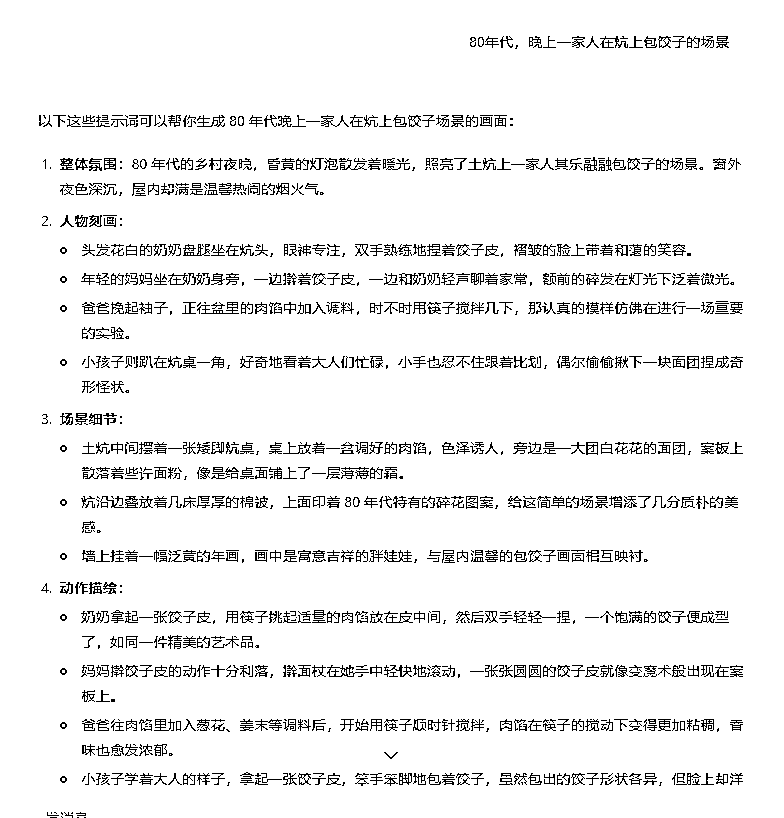 80年代，晚上一家人在炕上包饺子的场景
以下这些提示词可以帮你生成 80 年代晚上一家人在炕上包饺子场景的画面：
1. 整体氛围：80 年代的乡村夜晚，昏黄的灯泡散发着暖光，照亮了土炕上一家人其乐融融包饺子的场景。窗外
夜色深沉，屋内却满是温馨热闹的烟火气。
2. 人物刻画：
○ 头发花白的奶奶盘腿坐在炕头，眼神专注，双手熟练地捏着饺子皮，褶皱的脸上带着和蔼的笑容。
○ 年轻的妈妈坐在奶奶身旁，一边擀着饺子皮，一边和奶奶轻声聊着家常，额前的碎发在灯光下泛着微光。
○ 爸爸挽起袖子，正往盆里的肉馅中加入调料，时不时用筷子搅拌几下，那认真的模样仿佛在进行一场重要
的实验。
○ 小孩子则趴在炕桌一角，好奇地看着大人们忙碌，小手也忍不住跟着比划，偶尔偷偷揪下一块面团捏成奇
形怪状。
3. 场景细节：
○ 土炕中间摆着一张矮脚炕桌，桌上放着一盆调好的肉馅，色泽诱人，旁边是一大团白花花的面团，案板上
散落着些许面粉，像是给桌面铺上了一层薄薄的霜。
○ 炕沿边叠放着几床厚厚的棉被，上面印着 80 年代特有的碎花图案，给这简单的场景增添了几分质朴的美
感。
○ 墙上挂着一幅泛黄的年画，画中是寓意吉祥的胖娃娃，与屋内温馨的包饺子画面相互映衬。
4. 动作描绘：
○ 奶奶拿起一张饺子皮，用筷子挑起适量的肉馅放在皮中间，然后双手轻轻一捏，一个饱满的饺子便成型
了，如同一件精美的艺术品。
○ 妈妈擀饺子皮的动作十分利落，擀面杖在她手中轻快地滚动，一张张圆圆的饺子皮就像变魔术般出现在案
板上。
○ 爸爸往肉馅里加入葱花、姜末等调料后，开始用筷子顺时针搅拌，肉馅在筷子的搅动下变得更加粘稠，香
味也愈发浓郁。
○ 小孩子学着大人的样子，拿起一张饺子皮，笨手笨脚地包着饺子，虽然包出的饺子形状各异，但脸上却洋